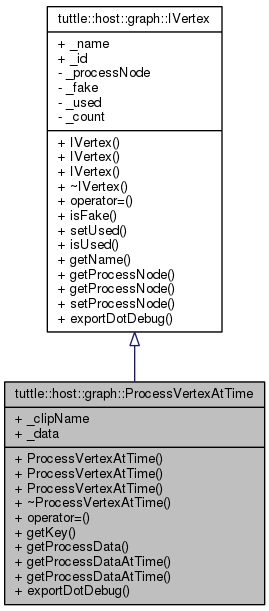 tuttle::host::graph::IVertex
+ _name
+ _id
- _processNode
- _fake
- _used
- _count
+ IVertex()
+ IVertex()
+ IVertex()
+ ~IVertex()
+ operator=()
+ isFake()
+ setUsed()
+ isUsed()
+ getName()
+ getProcessNode()
+ getProcessNode()
+ setProcessNode()
+ exportDotDebug()
tuttle::host::graph::ProcessVertexAtTime
+ _clipName
+ _data
+ ProcessVertexAtTime()
+ ProcessVertexAtTime()
+ ProcessVertexAtTime()
+ ~ProcessVertexAtTime()
+ operator=()
+ getKey()
+ getProcessData()
+ getProcessDataAtTime()
+ getProcessDataAtTime()
+ exportDotDebug()